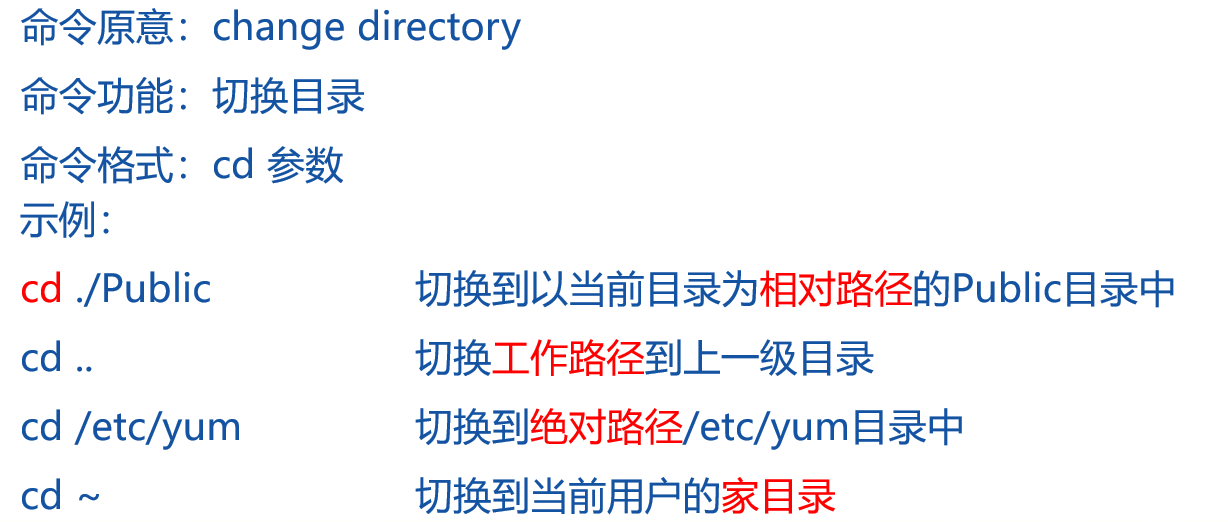 命令原意：change directory
命令功能：切换目录
命令格式：cd 参数
示例：
cd ./Public 切换到以当前目录为相对路径的Public目录中
cd .. 切换工作路径到上一级目录
cd /etc/yum 切换到绝对路径/etc/yum目录中
cd ~ 切换到当前用户的家目录